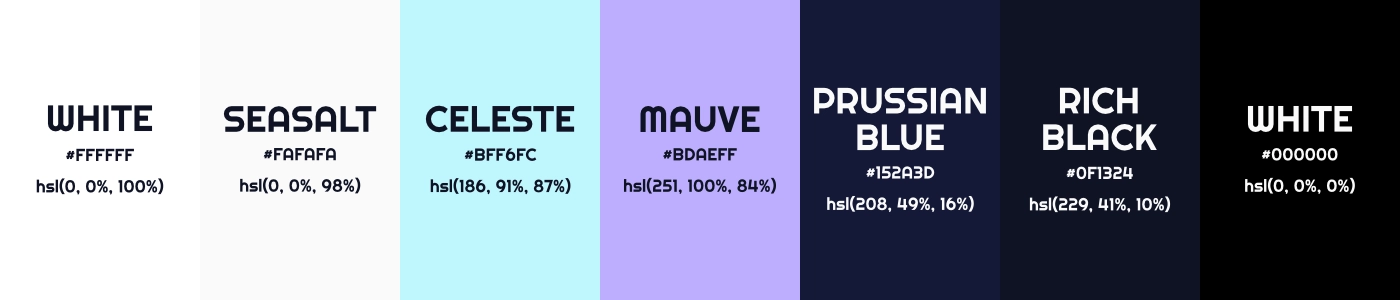 WHITE
#FFFFFF
hsl(0, 0%, 100%)
SEASALT
#FAFAFA
hsl(0, 0%, 98%)
CELESTE
#BFF6FC
hsl(186, 91%, 87%)
MAUVE
#BDAEFF
hsl(251, 100%, 84%)
PRUSSIAN
BLUE
#152A3D
hsl(208, 49%, 16%)
RICH
BLACK
#0F1324
hsl(229, 41%, 10%)
WHITE
#000000
hsl(0, 0%, 0%)